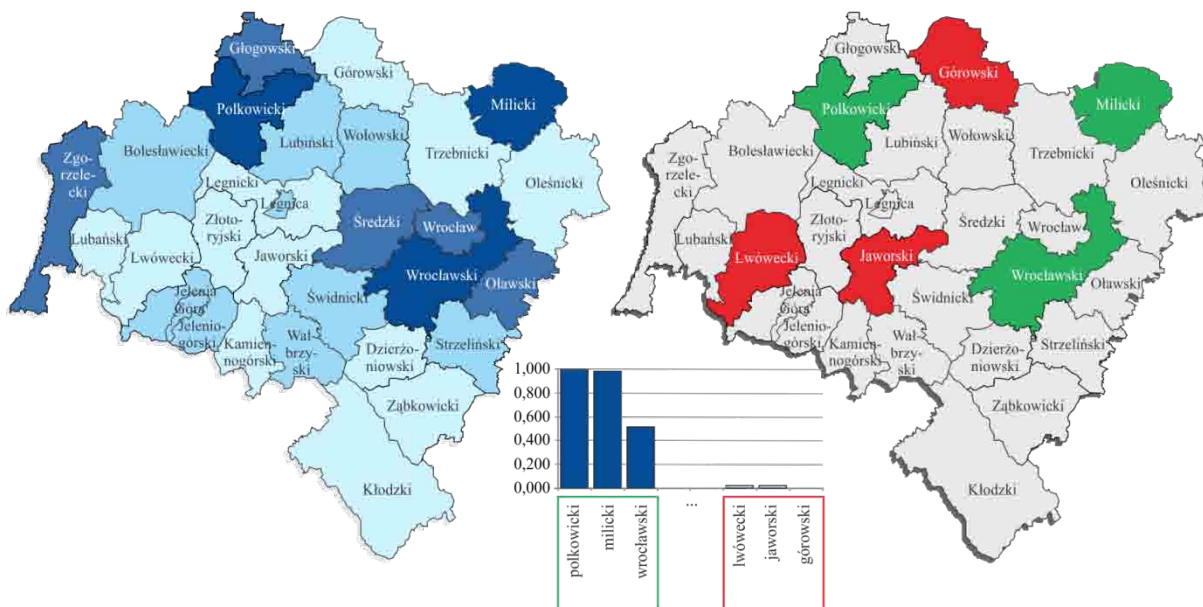 Głogowski
Górowski
Polkowicki
Milicki
Bolesławiecki
Lubiński
Wołowski
Trzebnicki
Zgo-
rzele-
cki
Oleśnicki
Legnicki
Legnica
Złoto-
ryjski
Średzki
Wrocław
Lubański
Lwówecki
Jaworski
Wrocławski
Oławski
Jelenia
Góra
Jelenio-
górski
Świdnicki
Kamien-
nogórski
Wał-
brzy-
ski
Dzierżo-
niowski
Strzeliński
Ząbkowicki
Kłodzki
Głogowski
Górowski
Polkowicki
Milicki
Bolesławiecki
Lubiński
Wołowski
Trzebnicki
Zgo-
rzele-
cki
Oleśnicki
Legnicki
Legnica
Złoto-
ryjski
Średzki
Wrocław
Lubański
Lwówecki
Jaworski
Wrocławski
Oławski
Jelenia
Góra
Jelenio-
górski
Świdnicki
Kamien-
nogórski
Wał-
brzy-
ski
Dzierżo-
niowski
Strzeliński
Ząbkowicki
Kłodzki
1,000
0,800
0,600
0,400
0,200
0,000
polkowicki
milicki
wrocławski
...
lwówecki
jaworski
górowski